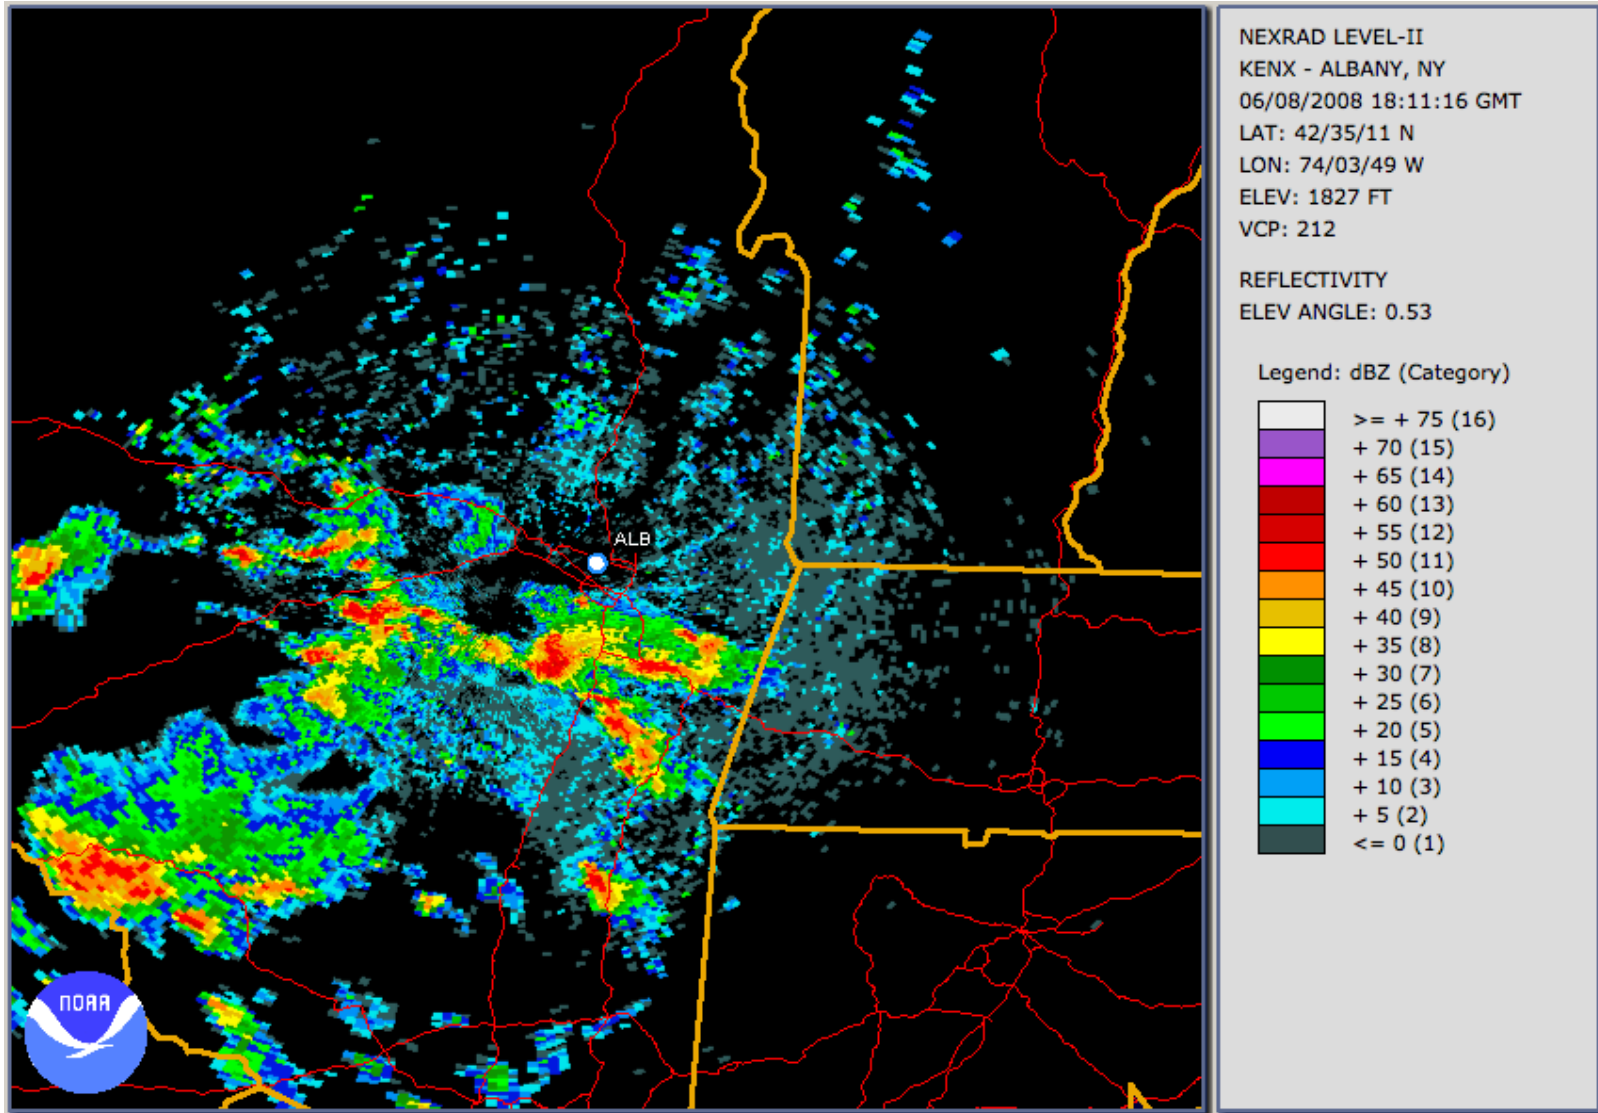 ALB
NOAA
NEXRAD LEVEL-II
KENX - ALBANY, NY
06/08/2008 18:11:16 GMT
LAT: 42/35/11 N
LON: 74/03/49 W
ELEV: 1827 FT
VCP: 212
REFLECTIVITY
ELEV ANGLE: 0.53
Legend: dBZ (Category)
>= + 75 (16)
+ 70 (15)
+ 65 (14)
+ 60 (13)
+ 55 (12)
+ 50 (11)
+ 45 (10)
+ 40 (9)
+ 35 (8)
+ 30 (7)
+ 25 (6)
+ 20 (5)
+ 15 (4)
+ 10 (3)
+ 5 (2)
<= 0 (1)